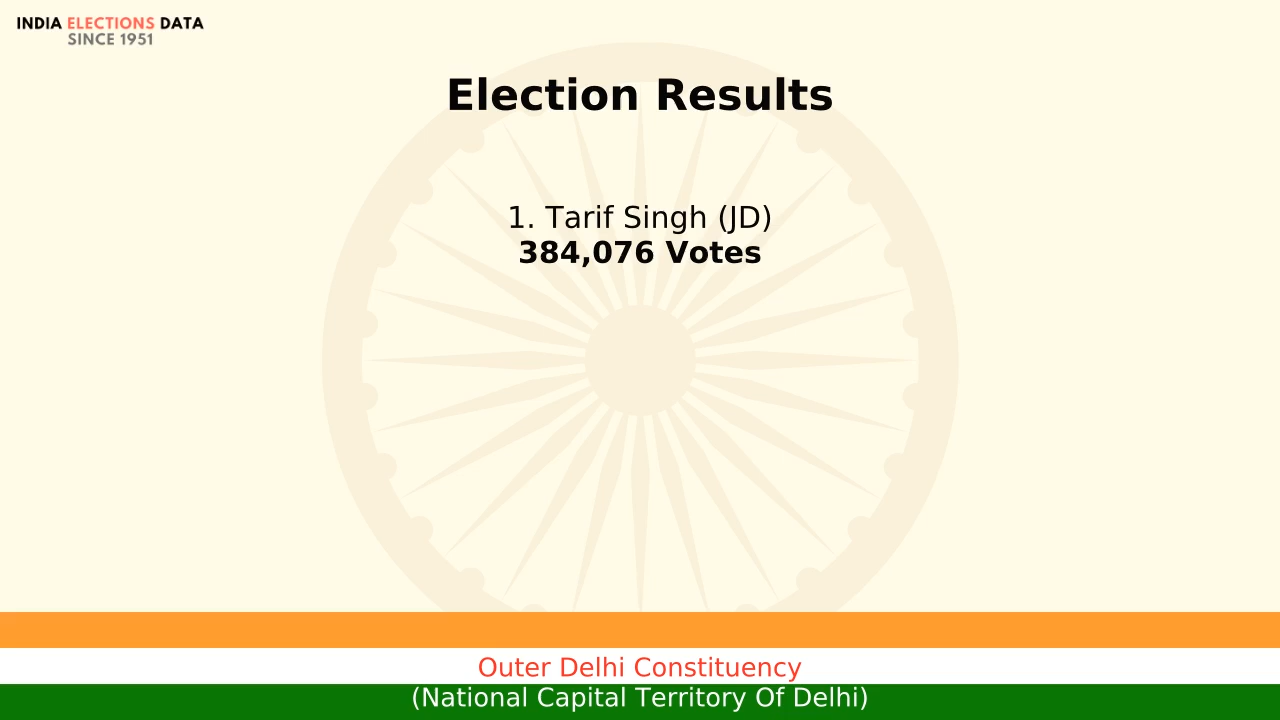 INDIA ELECTIONS DATA
SINCE 1951
Election Results
1. Tarif Singh (JD)
384,076 Votes
Outer Delhi Constituency
(National Capital Territory Of Delhi)